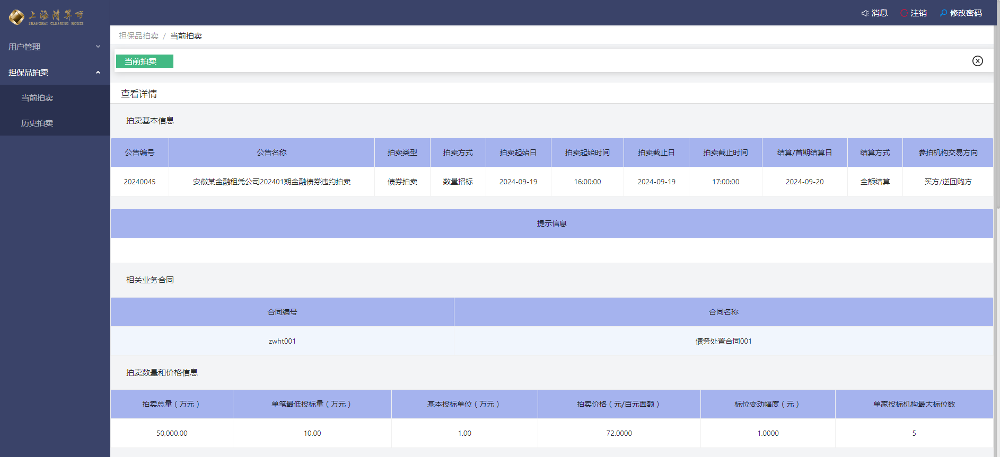 上海清算所
SHANGHAI CLEARING HOUSE
消息 注销 修改密码
用户管理
担保品拍卖
当前拍卖
历史拍卖
担保品拍卖 / 当前拍卖
当前拍卖
查看详情
拍卖基本信息
公告编号 公告名称 拍卖类型 拍卖方式 拍卖起始日 拍卖起始时间 拍卖截止日 拍卖截止时间 结算/首期结算日 结算方式 参拍机构交易方向
20240045 安徽某金融租凭公司202401期金融债券违约拍卖 债券拍卖 数量招标 2024-09-19 16:00:00 2024-09-19 17:00:00 2024-09-20 全额结算 买方/逆回购方
提示信息
相关业务合同
合同编号 合同名称
zwht001 债务处置合同001
拍卖数量和价格信息
拍卖总量（万元） 单笔最低投标量（万元） 基本投标单位（万元） 拍卖价格（元/百元面额） 标位变动幅度（元） 单家投标机构最大标位数
50,000.00 10.00 1.00 72.0000 1.0000 5